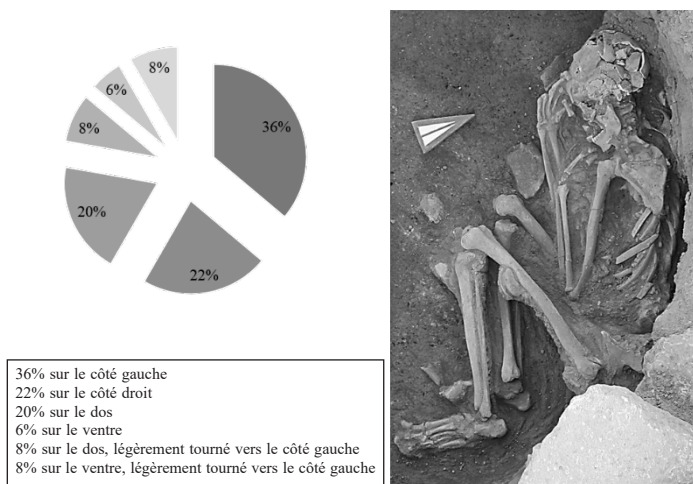 8%
6%
36%
8%
20%
22%
36% sur le côté gauche
22% sur le côté droit
20% sur le dos
6% sur le ventre
8% sur le dos, légèrement tourné vers le côté gauche
8% sur le ventre, légèrement tourné vers le côté gauche